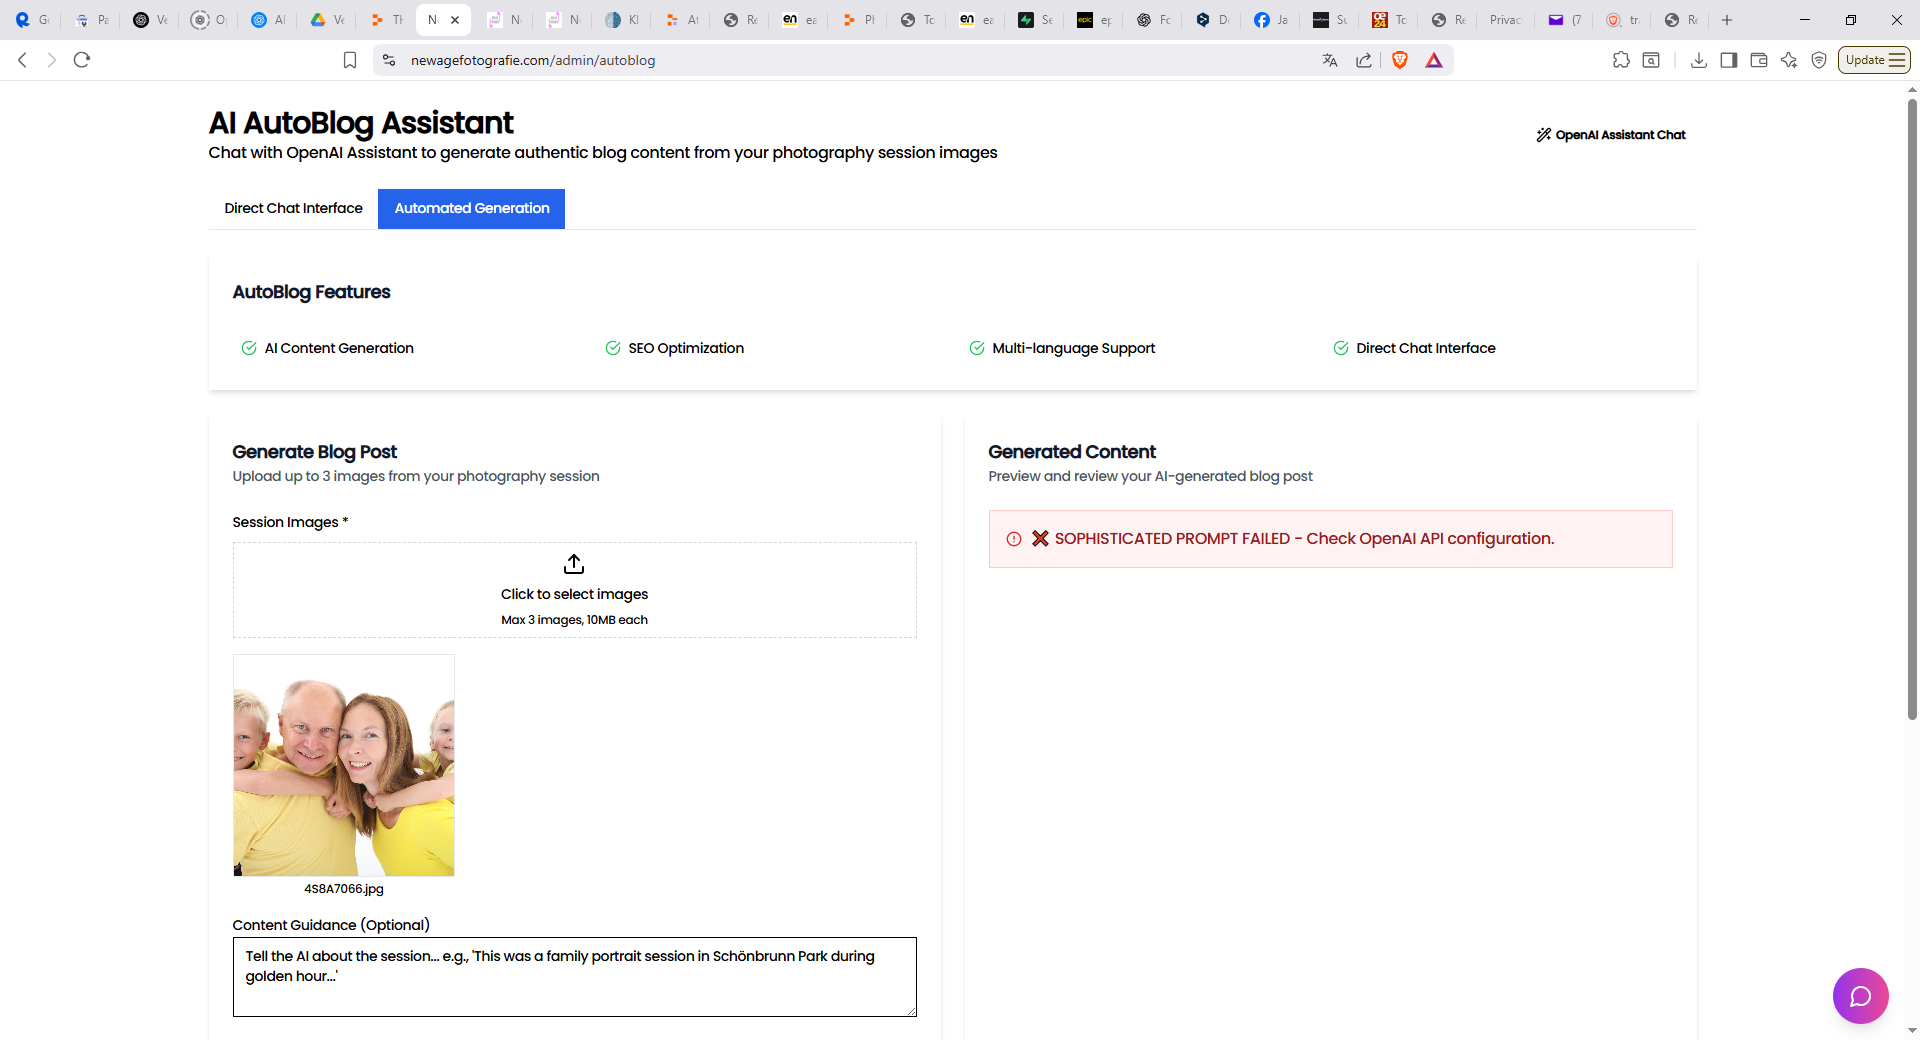 newagefotografie.com/admin/autoblog
Update
AI AutoBlog Assistant
Chat with OpenAI Assistant to generate authentic blog content from your photography session images
OpenAI Assistant Chat
Direct Chat Interface
Automated Generation
AutoBlog Features
AI Content Generation
SEO Optimization
Multi-language Support
Direct Chat Interface
Generate Blog Post
Upload up to 3 images from your photography session
Session Images *
Click to select images
Max 3 images, 10MB each
4S8A7066.jpg
Content Guidance (Optional)
Tell the AI about the session... e.g., 'This was a family portrait session in Schönbrunn Park during
golden hour...'
Generated Content
Preview and review your AI-generated blog post
❌ SOPHISTICATED PROMPT FAILED - Check OpenAI API configuration.